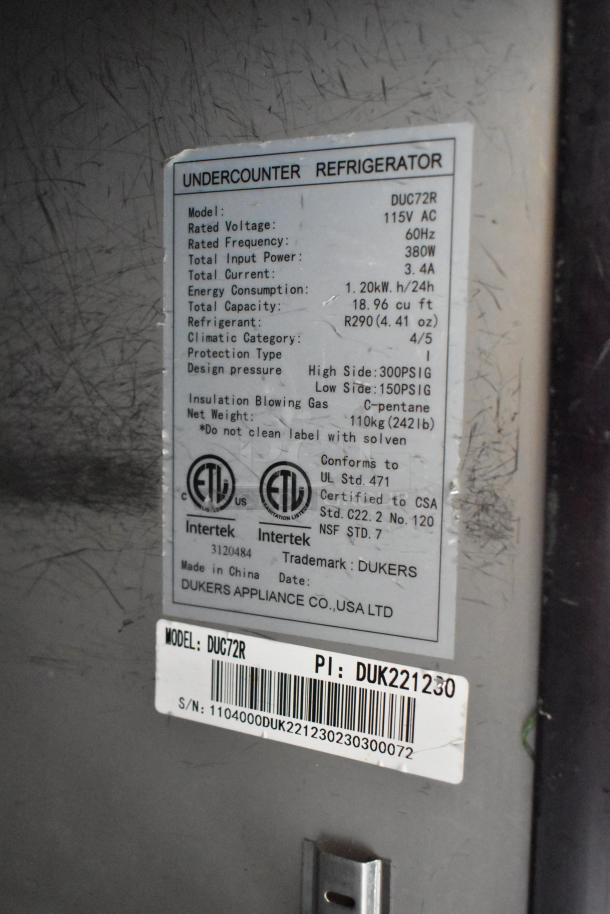 UNDERCOUNTER REFRIGERATOR
Model: DUC72R
Rated Voltage: 115V AC
Rated Frequency: 60Hz
Total Input Power: 380W
Total Current: 3.4A
Energy Consumption: 1.20kW.h/24h
Total Capacity: 18.96 cu ft
Refrigerant: R290(4.41 oz)
Climatic Category: 4/5
Protection Type I
Design pressure High Side:300PSIG
Low Side:150PSIG
Insulation Blowing Gas C-pentane
Net Weight: 110kg(242lb)
*Do not clean label with solven
Conforms to
UL Std. 471
Certified to CSA
Std. C22.2 No.120
NSF STD.7
C ETL US
Intertek
3120484
ETL
SANITATION LISTED
Intertek
Trademark: DUKERS
Made in China Date:
DUKERS APPLIANCE CO.,USA LTD
MODEL: DUC72R
PI: DUK221230
S/N: 1104000DUK221230230300072